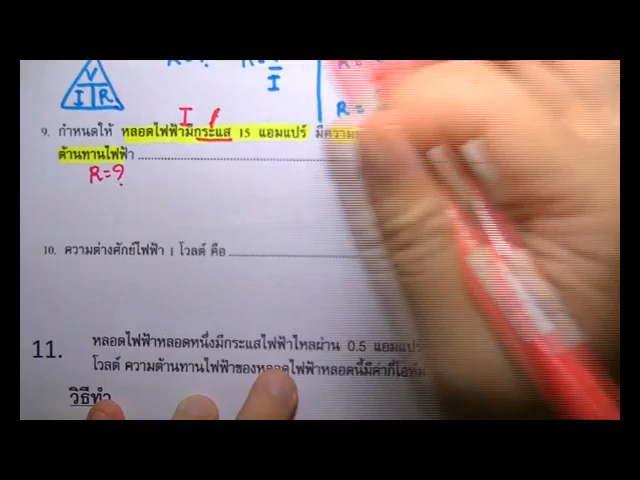 V
I R
I
R =
I
9. กำหนดให้ หลอดไฟฟ้ามีกระแส 15 แอมแปร์
ต้านทานไฟฟ้า
R=?
10. ความต่างศักย์ไฟฟ้า 1 โวลต์ คือ
11. หลอดไฟฟ้าหลอดหนึ่งมีกระแสไฟฟ้าไหลผ่าน 0.5 แอมแปร์
โวลต์ ความต้านทานไฟฟ้าของหลอดไฟฟ้าหลอดนี้มีค่ากี่โอห์ม
วิธีทำ